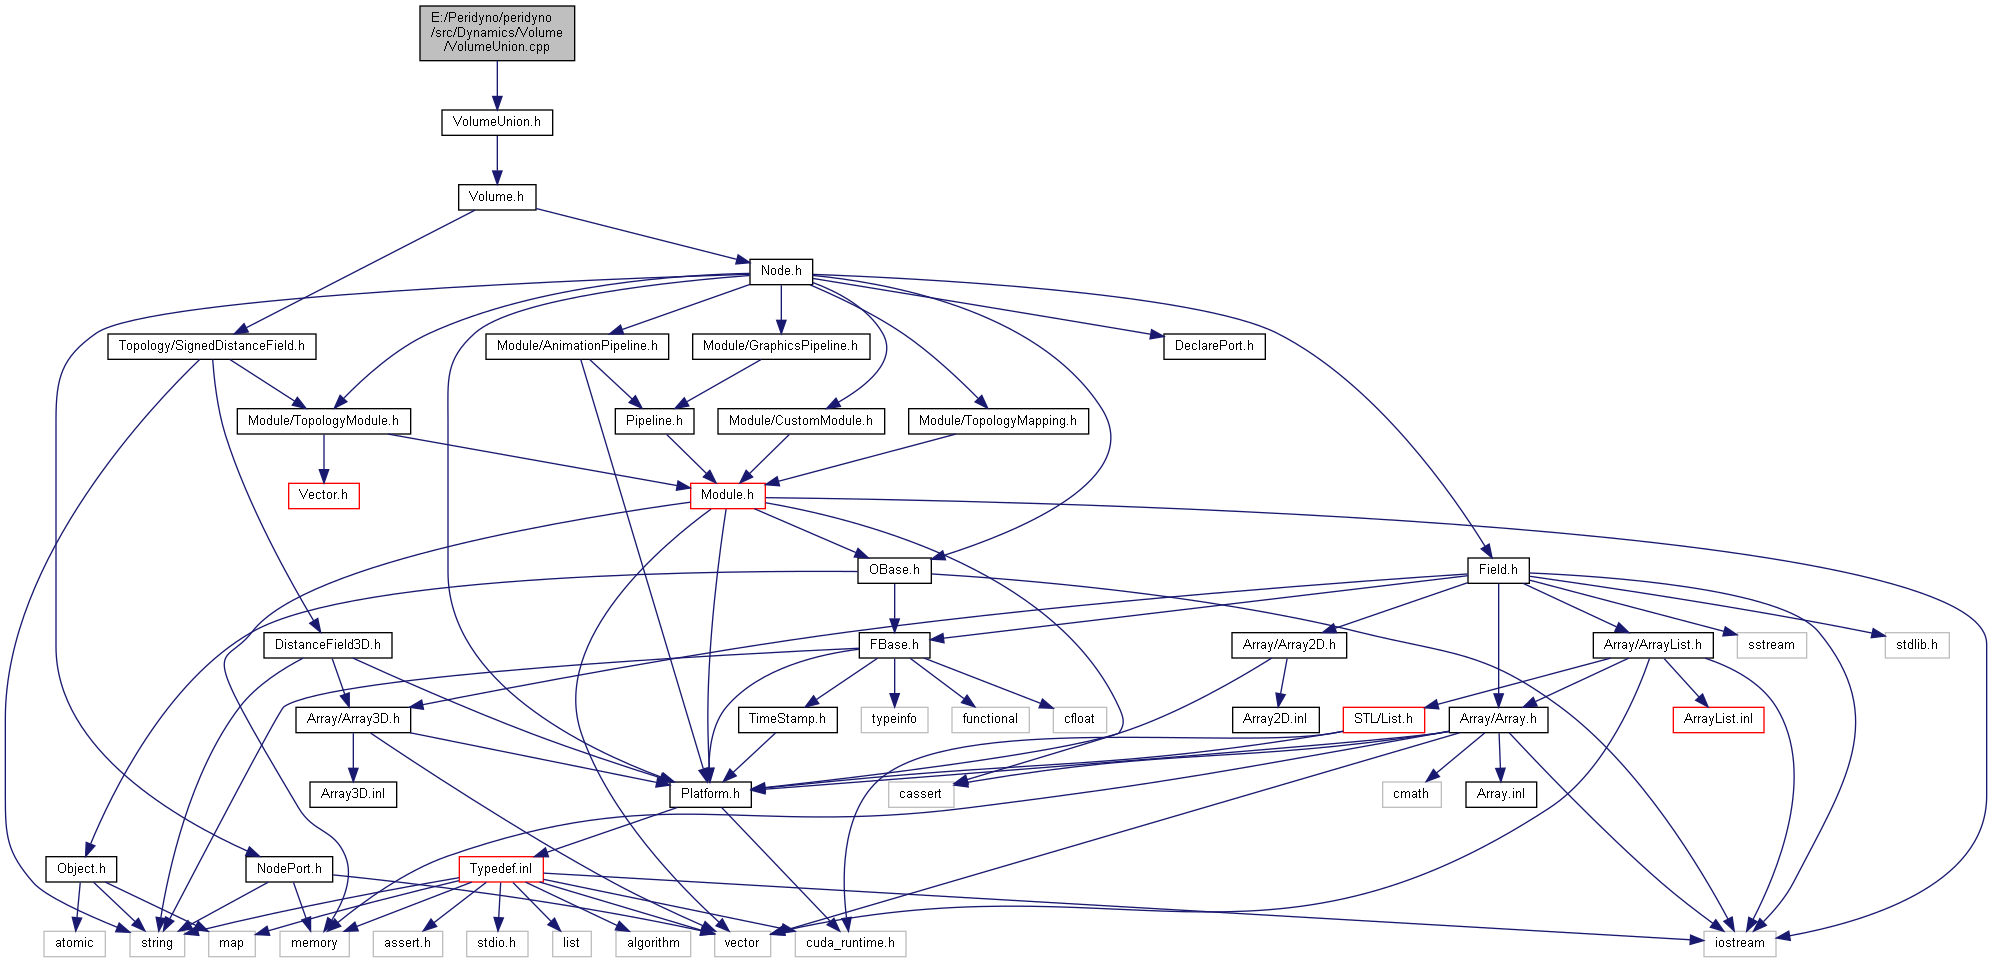 E:/Peridyno/peridyno
/src/Dynamics/Volume
/VolumeUnion.cpp
VolumeUnion.h
Volume.h
Node.h
Topology/SignedDistanceField.h
Module/AnimationPipeline.h
Module/GraphicsPipeline.h
DeclarePort.h
Module/TopologyModule.h
Pipeline.h
Module/CustomModule.h
Module/TopologyMapping.h
Vector.h
Module.h
OBase.h
Field.h
DistanceField3D.h
FBase.h
Array/Array2D.h
Array/ArrayList.h
sstream
stdlib.h
Array/Array3D.h
TimeStamp.h
typeinfo
functional
cfloat
Array2D.inl
STL/List.h
Array/Array.h
ArrayList.inl
Array3D.inl
Platform.h
cassert
cmath
Array.inl
Object.h
NodePort.h
Typedef.inl
atomic
string
map
memory
assert.h
stdio.h
list
algorithm
vector
cuda_runtime.h
iostream